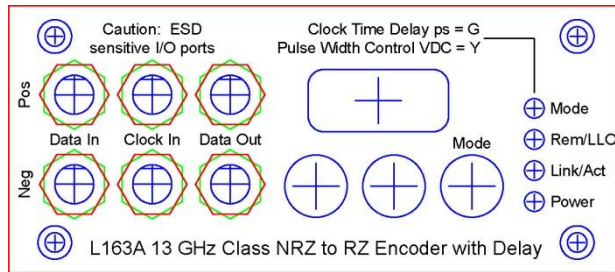 Caution: ESD
sensitive I/O ports
Clock Time Delay ps = G
Pulse Width Control VDC = Y
Pos
Mode
Data In
Clock In
Data Out
Mode
Rem/LLO
Link/Act
Neg
Power
L163A 13 GHz Class NRZ to RZ Encoder with Delay